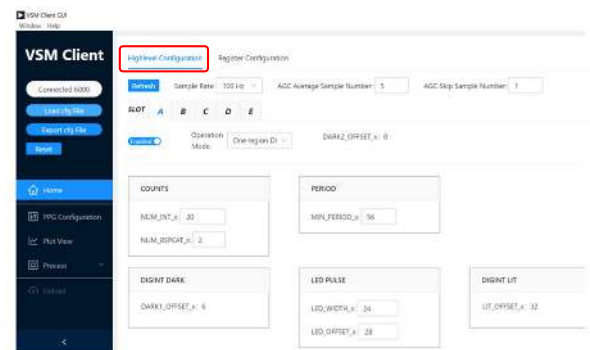 VSM Client GUI
Window Help
VSM Client
Connected 6000
Load cfg File
Export cfg File
Reset
Home
PPG Configuration
Plot View
Process
Highlevel Configuration Register Configuration
Refresh Sample Rate 100 Hz AGC Average Sample Number: 5 AGC Skip Sample Number: 1
SLOT A B C D E
Enabled Operation Mode: One-region DI DARK2_OFFSET_x: 0
COUNTS
NUM_INT_x: 20
NUM_REPEAT_x: 2
PERIOD
MIN_PERIOD_x: 56
DIGINT DARK
DARK1_OFFSET_x: 6
LED PULSE
LED_WIDTH_x: 24
LED_OFFSET_x: 28
DIGINT LIT
LIT_OFFSET_x: 32